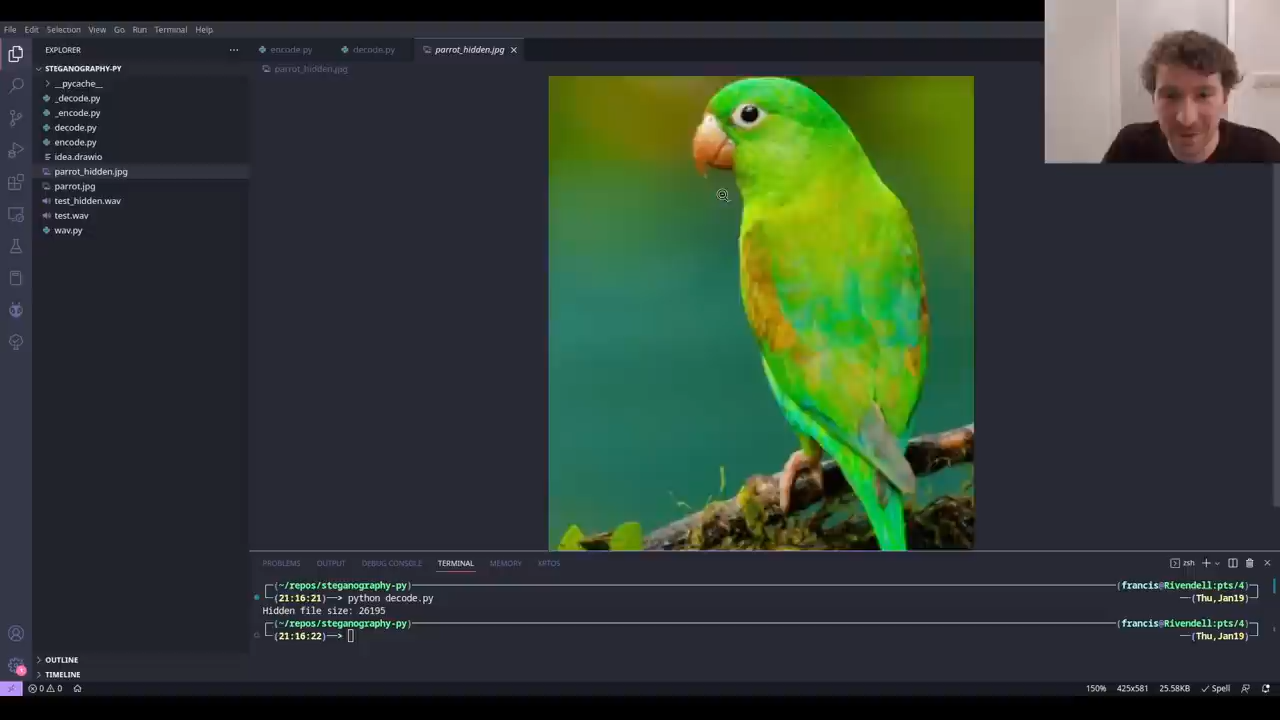 File Edit Selection View Go Run Terminal Help
EXPLORER
encode.py decode.py parrot_hidden.jpg
STEGANOGRAPHY-PY
parrot_hidden.jpg
__pycache__
_decode.py
_encode.py
decode.py
encode.py
idea.drawio
parrot_hidden.jpg
parrot.jpg
test_hidden.wav
test.wav
wav.py
PROBLEMS OUTPUT DEBUG CONSOLE TERMINAL MEMORY XRTOS
zsh
(~/repos/steganography-py) (francis@Rivendell:pts/4)
(21:16:21)—> python decode.py (Thu,Jan19)
Hidden file size: 26195
(~/repos/steganography-py) (francis@Rivendell:pts/4)
(21:16:22)—> (Thu,Jan19)
OUTLINE
TIMELINE
0 0 150% 425x581 25.58KB Spell